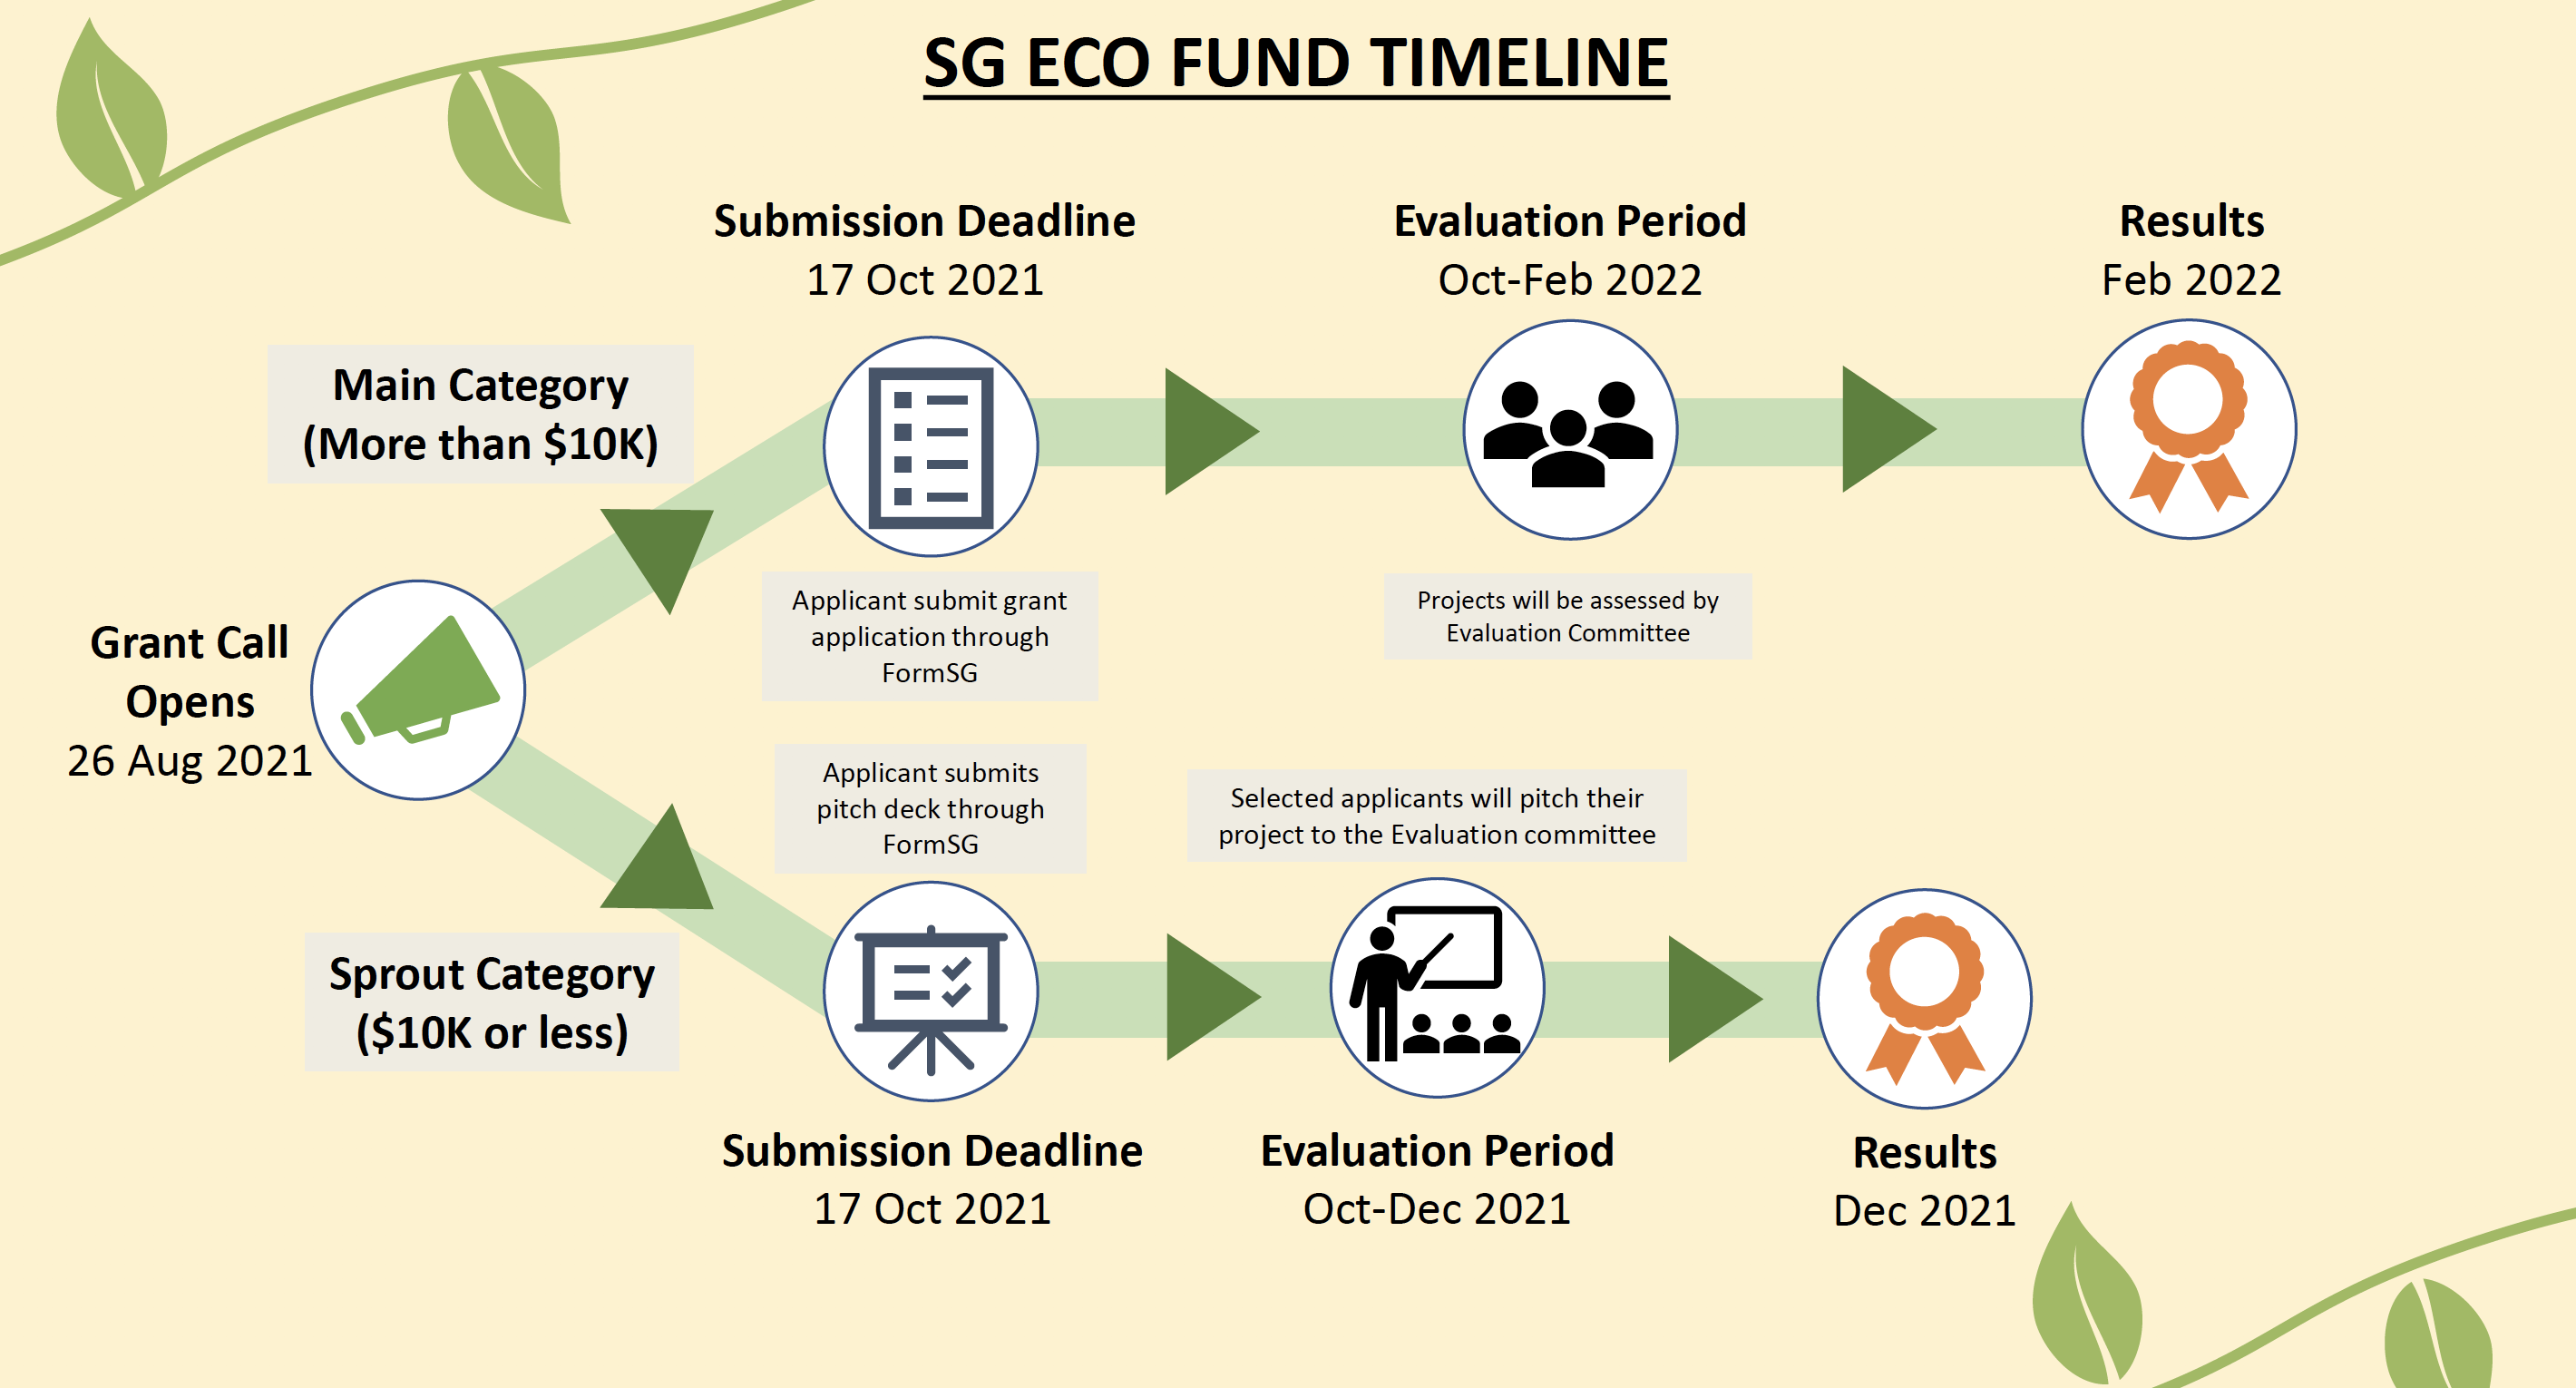 SG ECO FUND TIMELINE
Submission Deadline
17 Oct 2021
Evaluation Period
Oct-Feb 2022
Results
Feb 2022
Main Category
(More than $10K)
Applicant submit grant
application through
FormSG
Projects will be assessed by
Evaluation Committee
Grant Call
Opens
26 Aug 2021
Applicant submits
pitch deck through
FormSG
Selected applicants will pitch their
project to the Evaluation committee
Sprout Category
($10K or less)
Submission Deadline
17 Oct 2021
Evaluation Period
Oct-Dec 2021
Results
Dec 2021